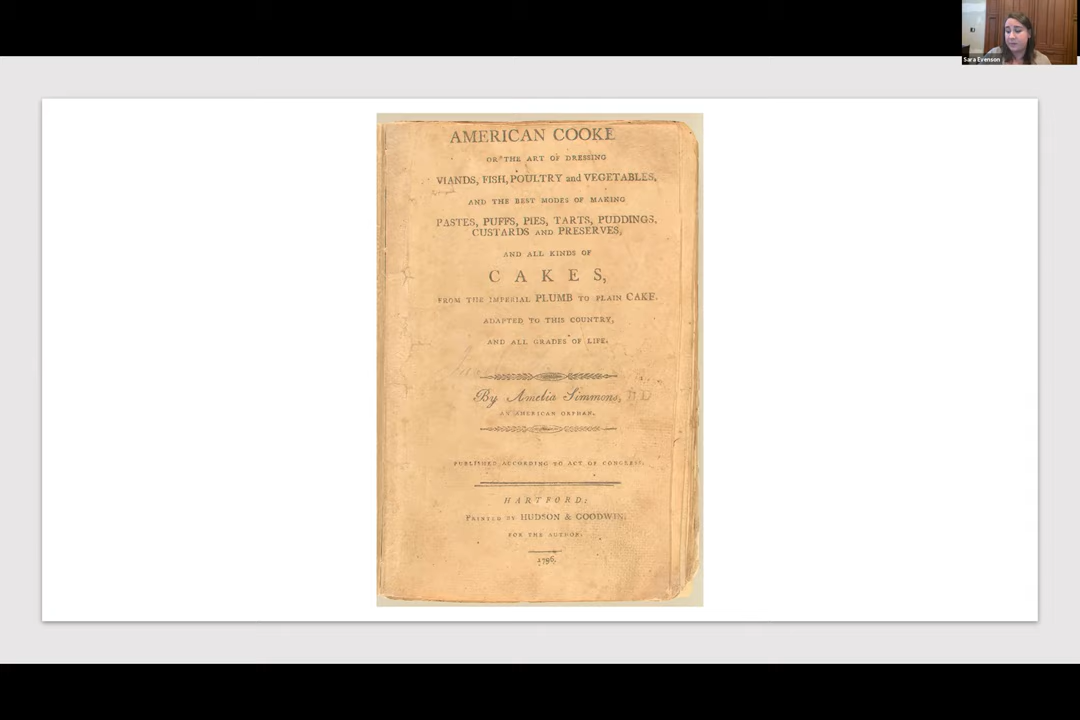 Sara Evenson
AMERICAN COOKE
OR THE ART OF DRESSING
VIANDS, FISH, POULTRY and VEGETABLES,
AND THE BEST MODES OF MAKING
PASTES, PUFFS, PIES, TARTS, PUDDINGS,
CUSTARDS AND PRESERVES,
AND ALL KINDS OF
CAKES,
FROM THE IMPERIAL PLUMB TO PLAIN CAKE.
ADAPTED TO THIS COUNTRY,
AND ALL GRADES OF LIFE.
By Amelia Simmons,
AN AMERICAN ORPHAN.
PUBLISHED ACCORDING TO ACT OF CONGRESS.
HARTFORD:
PRINTED BY HUDSON & GOODWIN.
FOR THE AUTHOR.
1796.